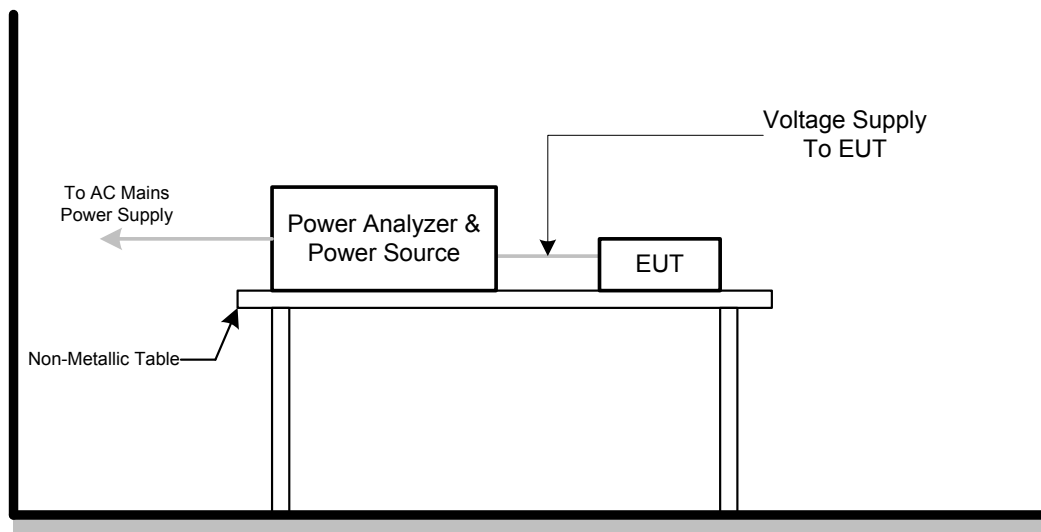 Voltage Supply
To EUT
To AC Mains
Power Supply
Power Analyzer &
Power Source
EUT
Non-Metallic Table